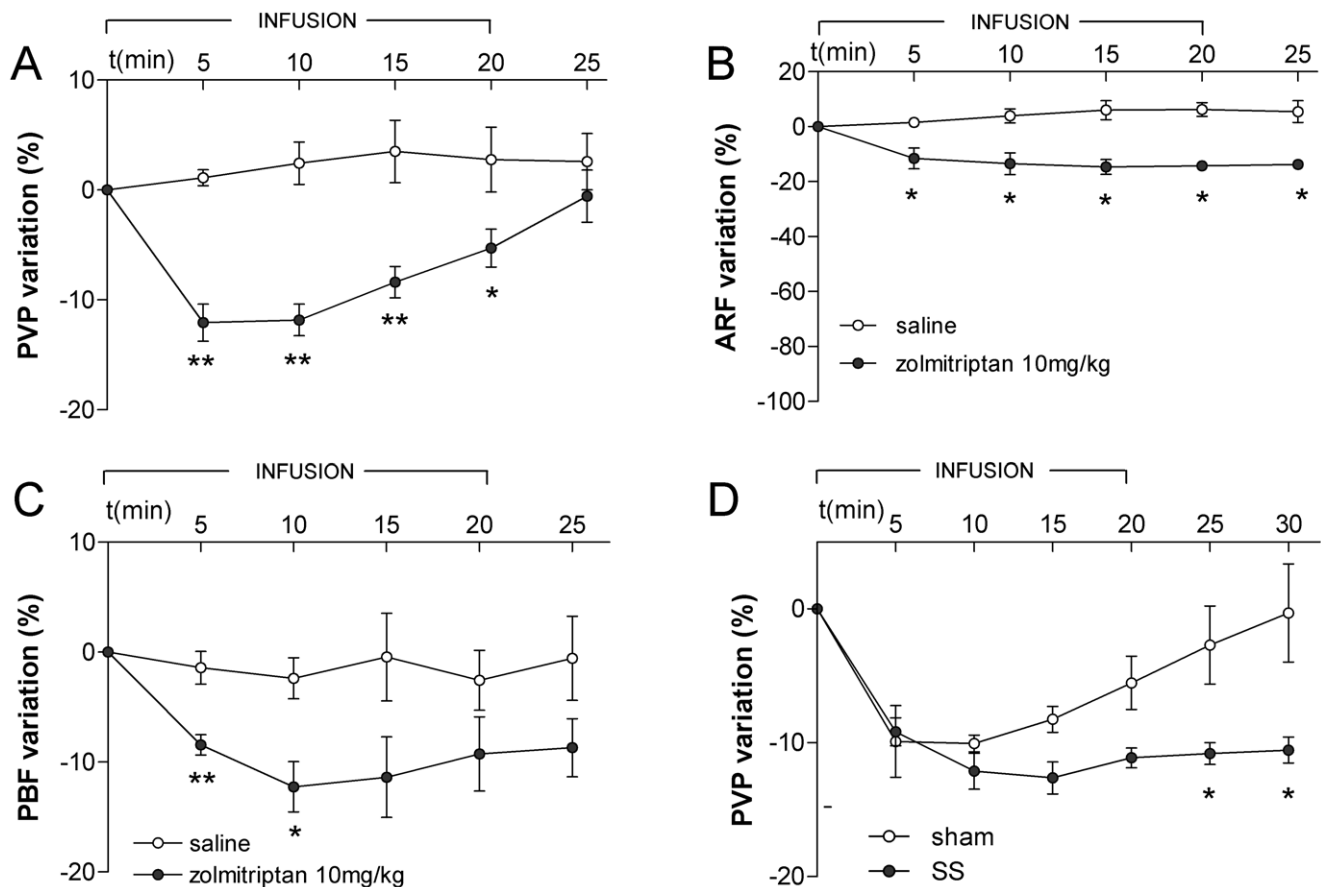 INFUSION
A
t(min) 5 10 15 20 25
10
0
-10
-20
PVP variation (%)
** ** ** *
INFUSION
B
t(min) 5 10 15 20 25
20
0
-20
-40
-60
-80
-100
ARF variation (%)
* * * * *
saline
zolmitriptan 10mg/kg
INFUSION
C
t(min) 5 10 15 20 25
10
0
-10
-20
PBF variation (%)
** *
saline
zolmitriptan 10mg/kg
INFUSION
D
t(min) 5 10 15 20 25 30
0
-10
-20
PVP variation (%)
* *
sham
SS